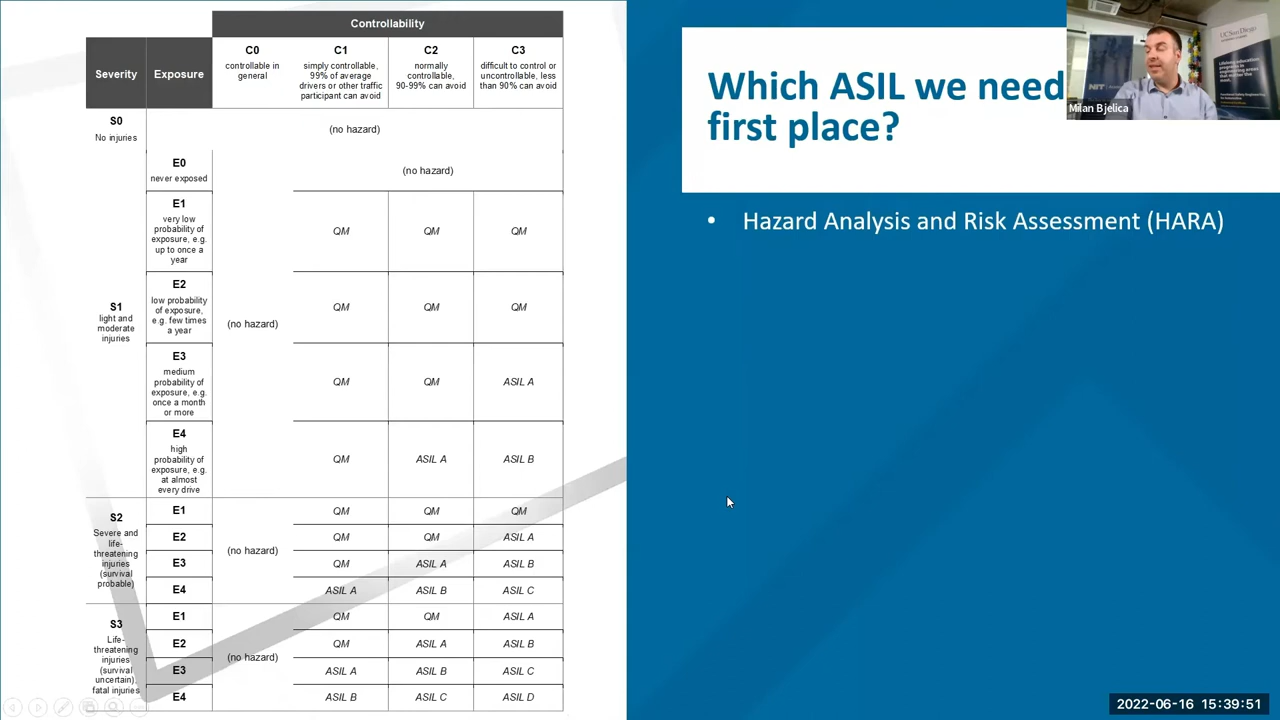 Controllability
Severity
Exposure
C0
controllable in
general
C1
simply controllable,
99% of average
drivers or other traffic
participant can avoid
C2
normally
controllable,
90-99% can avoid
C3
difficult to control or
uncontrollable, less
than 90% can avoid
S0
No injuries
(no hazard)
E0
never exposed
(no hazard)
E1
very low
probability of
exposure, e.g.
up to once a
year
QM
QM
QM
S1
light and
moderate
injuries
E2
low probability
of exposure,
e.g. few times
a year
(no hazard)
QM
QM
QM
E3
medium
probability of
exposure, e.g.
once a month
or more
QM
QM
ASIL A
E4
high
probability of
exposure, e.g.
at almost
every drive
QM
ASIL A
ASIL B
S2
Severe and
life-
threatening
injuries
(survival
probable)
(no hazard)
E1
QM
QM
QM
E2
QM
QM
ASIL A
E3
QM
ASIL A
ASIL B
E4
ASIL A
ASIL B
ASIL C
S3
Life-
threatening
injuries
(survival
uncertain),
fatal injuries
(no hazard)
E1
QM
QM
ASIL A
E2
QM
ASIL A
ASIL B
E3
ASIL A
ASIL B
ASIL C
E4
ASIL B
ASIL C
ASIL D
Which ASIL we need
first place?
• Hazard Analysis and Risk Assessment (HARA)
UC San Diego
NIT
Milan Bjelica
2022-06-16 15:39:51